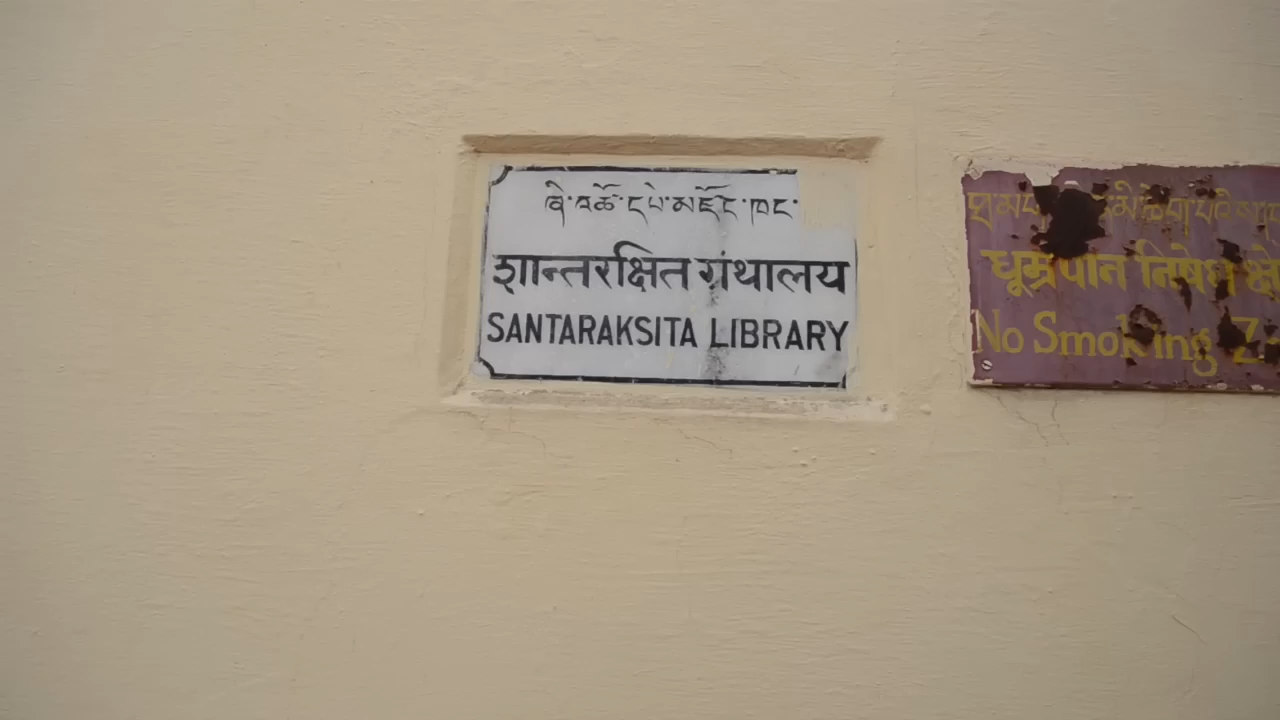 ཞི་འཚོ་དཔེ་མཛོད་ཁང་
शान्तरक्षित ग्रंथालय
SANTARAKSITA LIBRARY
धूम्रपान निषेध
No Smoking